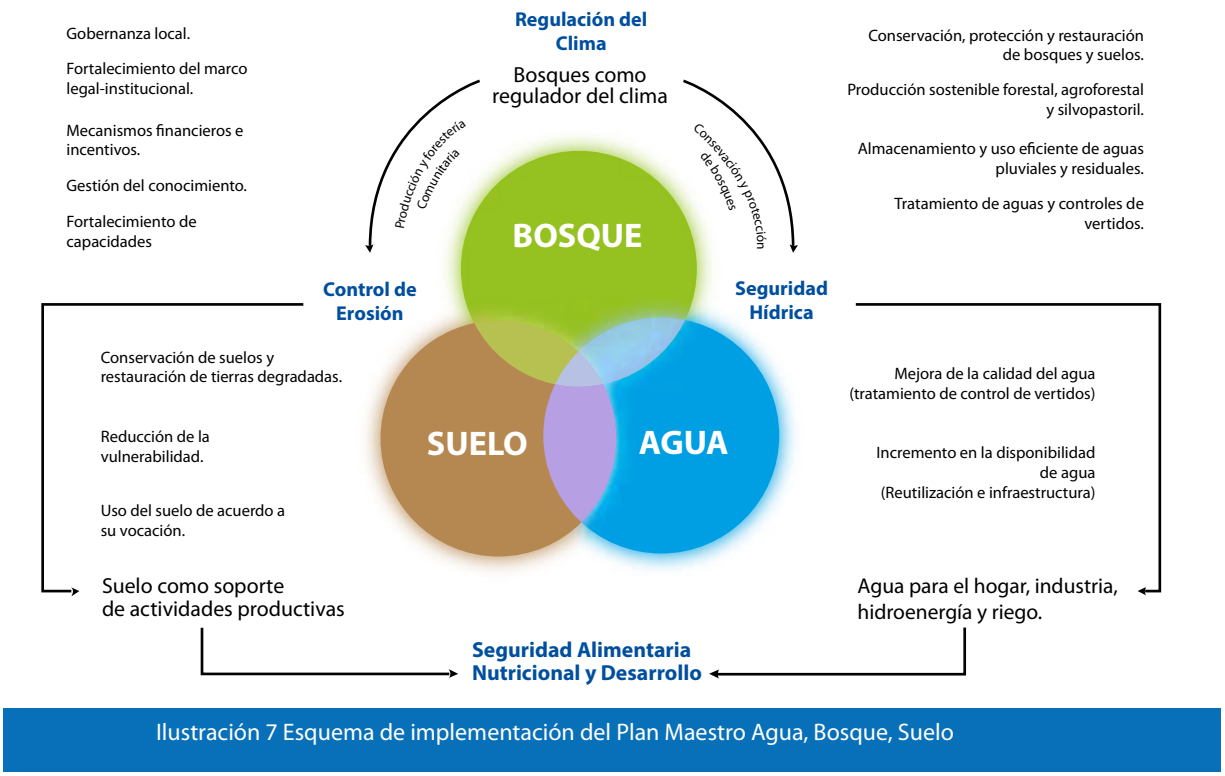 Regulación del
Clima
Bosques como
regulador del clima
Gobernanza local.
Fortalecimiento del marco
legal-institucional.
Mecanismos financieros e
incentivos.
Gestión del conocimiento.
Fortalecimiento de
capacidades
Conservación, protección y restauración
de bosques y suelos.
Producción sostenible forestal, agroforestal
y silvopastoril.
Almacenamiento y uso eficiente de aguas
pluviales y residuales.
Tratamiento de aguas y controles de
vertidos.
Producción y forestería
Comunitaria
Consevación y protección
de bosques
BOSQUE
SUELO
AGUA
Control de
Erosión
Seguridad
Hídrica
Conservación de suelos y
restauración de tierras degradadas.
Reducción de la
vulnerabilidad.
Uso del suelo de acuerdo a
su vocación.
Mejora de la calidad del agua
(tratamiento de control de vertidos)
Incremento en la disponibilidad
de agua
(Reutilización e infraestructura)
Suelo como soporte
de actividades productivas
Agua para el hogar, industria,
hidroenergía y riego.
Seguridad Alimentaria
Nutricional y Desarrollo
Ilustración 7 Esquema de implementación del Plan Maestro Agua, Bosque, Suelo